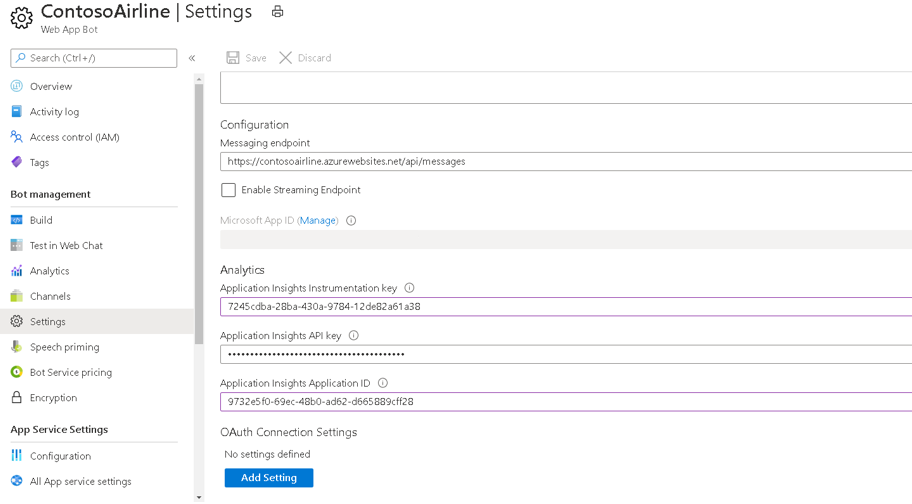 ContosoAirline | Settings
Web App Bot
Search (Ctrl+/)
«
Overview
Activity log
Access control (IAM)
Tags
Bot management
Build
Test in Web Chat
Analytics
Channels
Settings
Speech priming
Bot Service pricing
Encryption
App Service Settings
Configuration
All App service settings
Save
Discard
Configuration
Messaging endpoint
https://contosoairline.azurewebsites.net/api/messages
Enable Streaming Endpoint
Microsoft App ID (Manage)
Analytics
Application Insights Instrumentation key
7245cdba-28ba-430a-9784-12de82a61a38
Application Insights API key
••••••••••••••••••••••••••••••••••••••••
Application Insights Application ID
9732e5f0-69ec-48b0-ad62-d665889cff28
OAuth Connection Settings
No settings defined
Add Setting